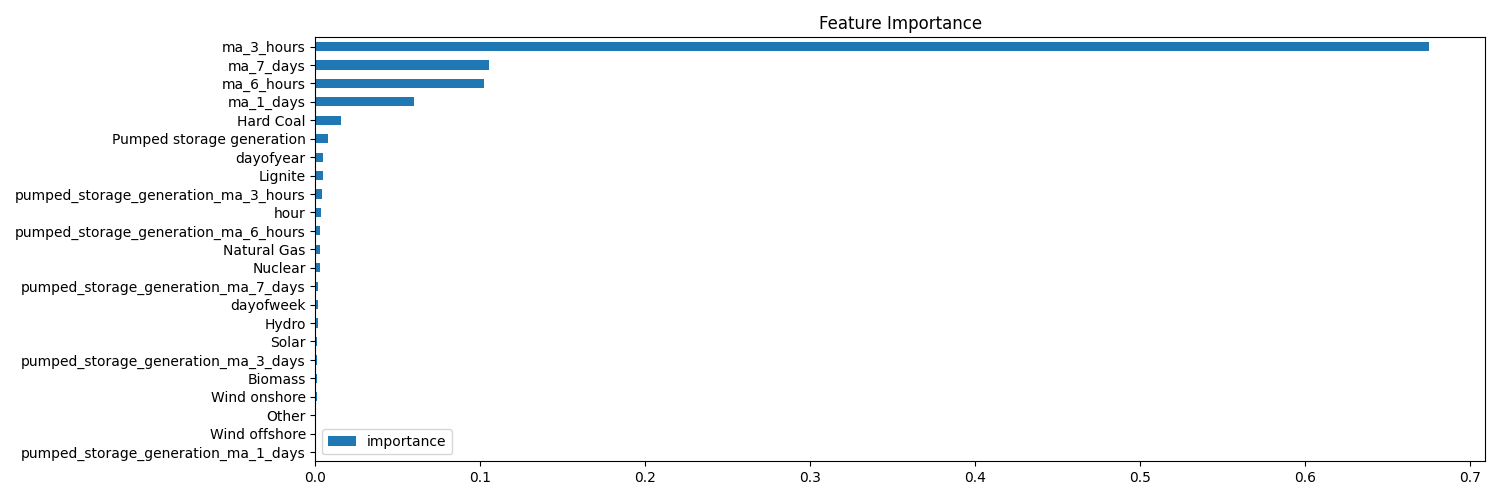 Feature Importance
ma_3_hours
ma_7_days
ma_6_hours
ma_1_days
Hard Coal
Pumped storage generation
dayofyear
Lignite
pumped_storage_generation_ma_3_hours
hour
pumped_storage_generation_ma_6_hours
Natural Gas
Nuclear
pumped_storage_generation_ma_7_days
dayofweek
Hydro
Solar
pumped_storage_generation_ma_3_days
Biomass
Wind onshore
Other
Wind offshore
pumped_storage_generation_ma_1_days
importance
0.0 0.1 0.2 0.3 0.4 0.5 0.6 0.7